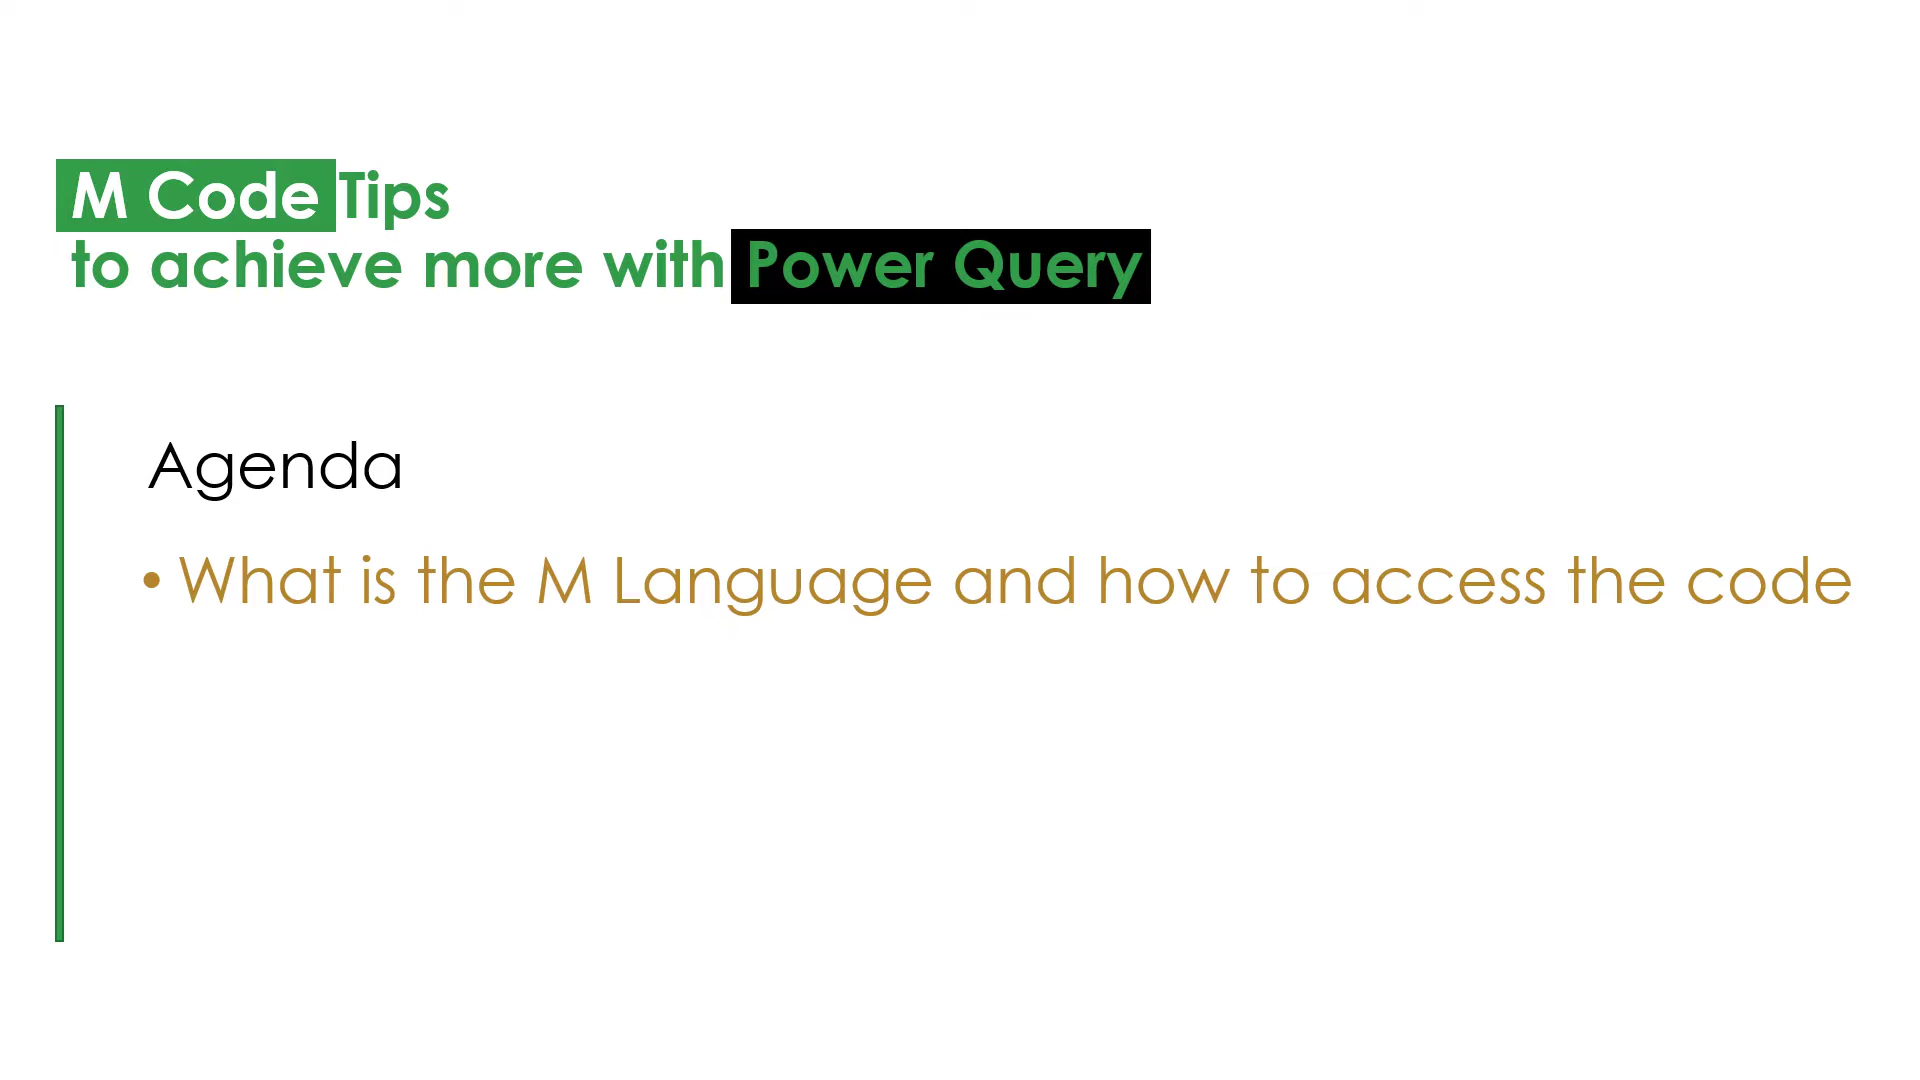 M Code Tips
to achieve more with Power Query
Agenda
• What is the M Language and how to access the code